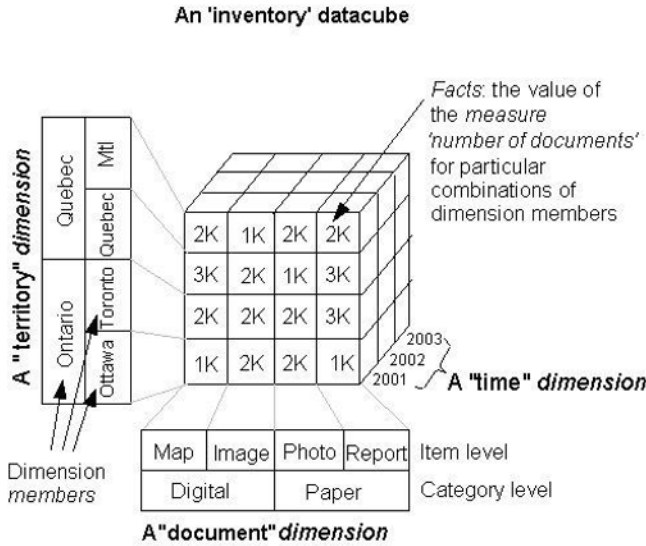 An 'inventory' datacube
Facts: the value of
the measure
'number of documents'
for particular
combinations of
dimension members
A "territory" dimension
Quebec
Mtl
Quebec
Ontario
Toronto
Ottawa
2K 1K 2K 2K
3K 2K 1K 3K
2K 2K 2K 3K
1K 2K 2K 1K
2003
2002
2001
A "time" dimension
Dimension
members
Map Image Photo Report Item level
Digital Paper Category level
A"document" dimension